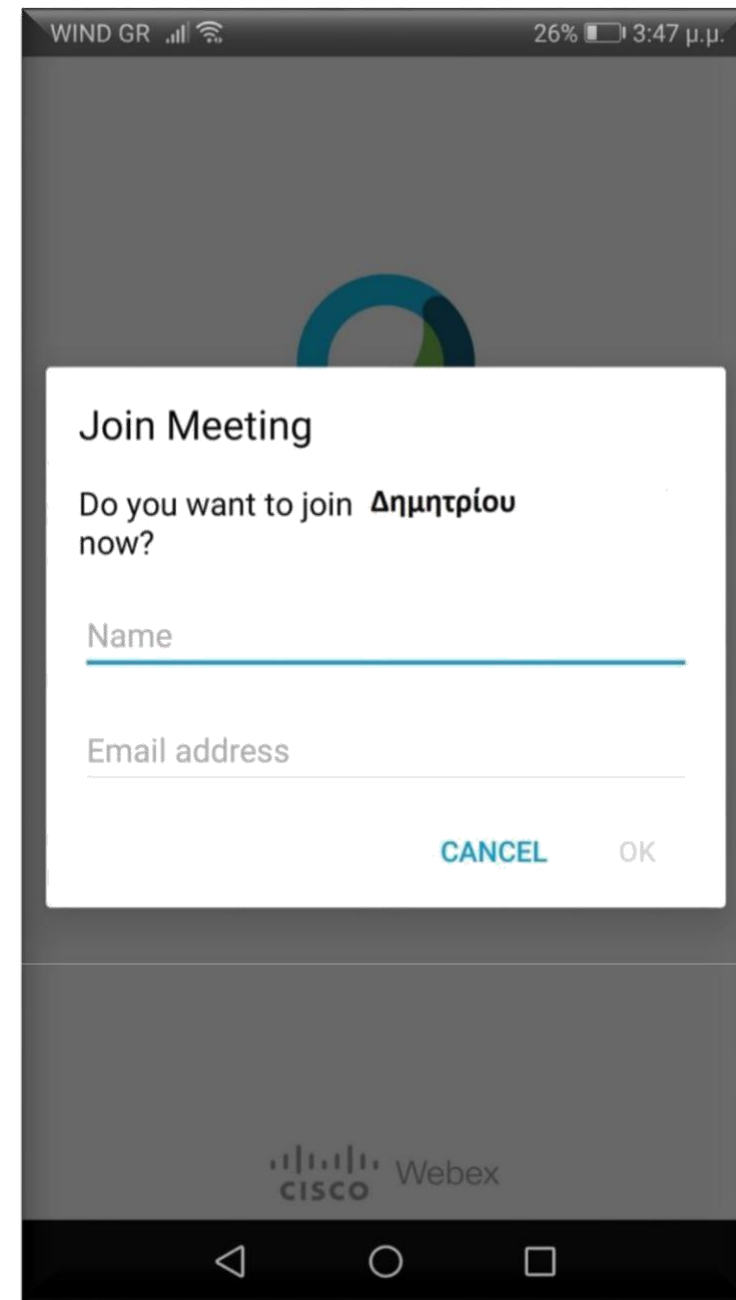 WIND GR 26% 3:47 μ.μ.
Join Meeting
Do you want to join Δημητρίου
now?
Name
Email address
CANCEL OK
CISCO Webex